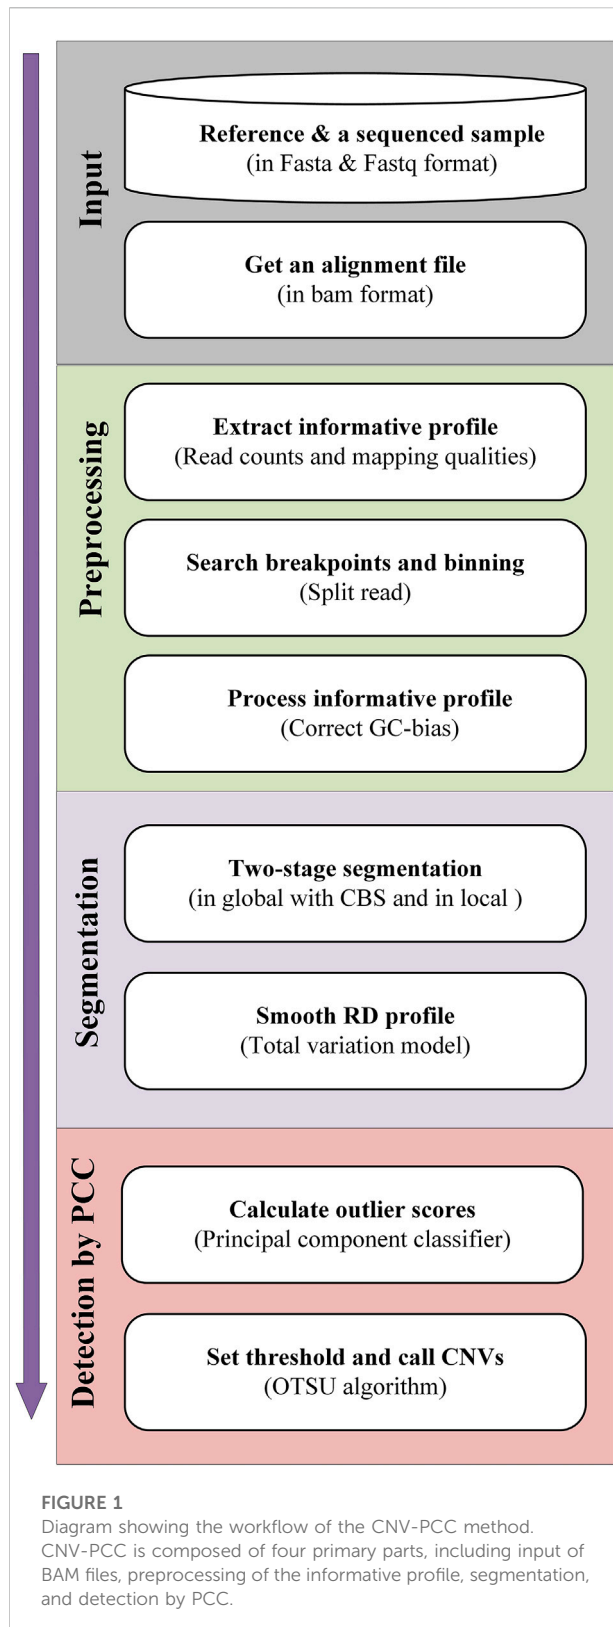 Input
Reference & a sequenced sample
(in Fasta & Fastq format)
Get an alignment file
(in bam format)
Preprocessing
Extract informative profile
(Read counts and mapping qualities)
Search breakpoints and binning
(Split read)
Process informative profile
(Correct GC-bias)
Segmentation
Two-stage segmentation
(in global with CBS and in local )
Smooth RD profile
(Total variation model)
Detection by PCC
Calculate outlier scores
(Principal component classifier)
Set threshold and call CNVs
(OTSU algorithm)
FIGURE 1
Diagram showing the workflow of the CNV-PCC method.
CNV-PCC is composed of four primary parts, including input of
BAM files, preprocessing of the informative profile, segmentation,
and detection by PCC.